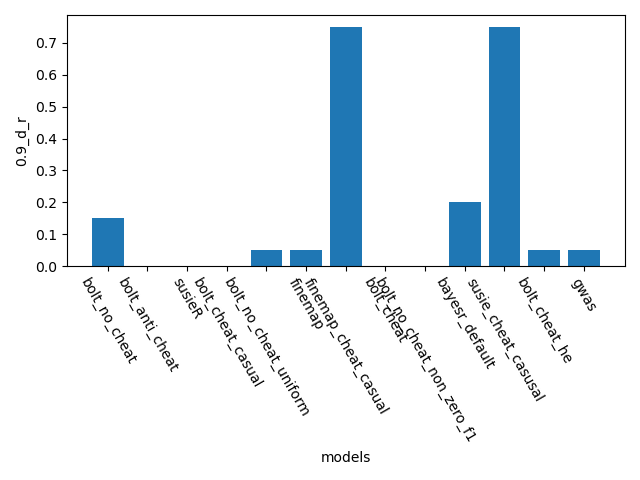 0.9_d_r
0.7
0.6
0.5
0.4
0.3
0.2
0.1
0.0
bolt_no_cheat
bolt_anti_cheat
susieR
bolt_cheat_casual
bolt_no_cheat_uniform
finemap
finemap_cheat_casual
bolt_cheat
bolt_no_cheat_non_zero_f1
bayesr_default
susie_cheat_casusal
bolt_cheat_he
gwas
models